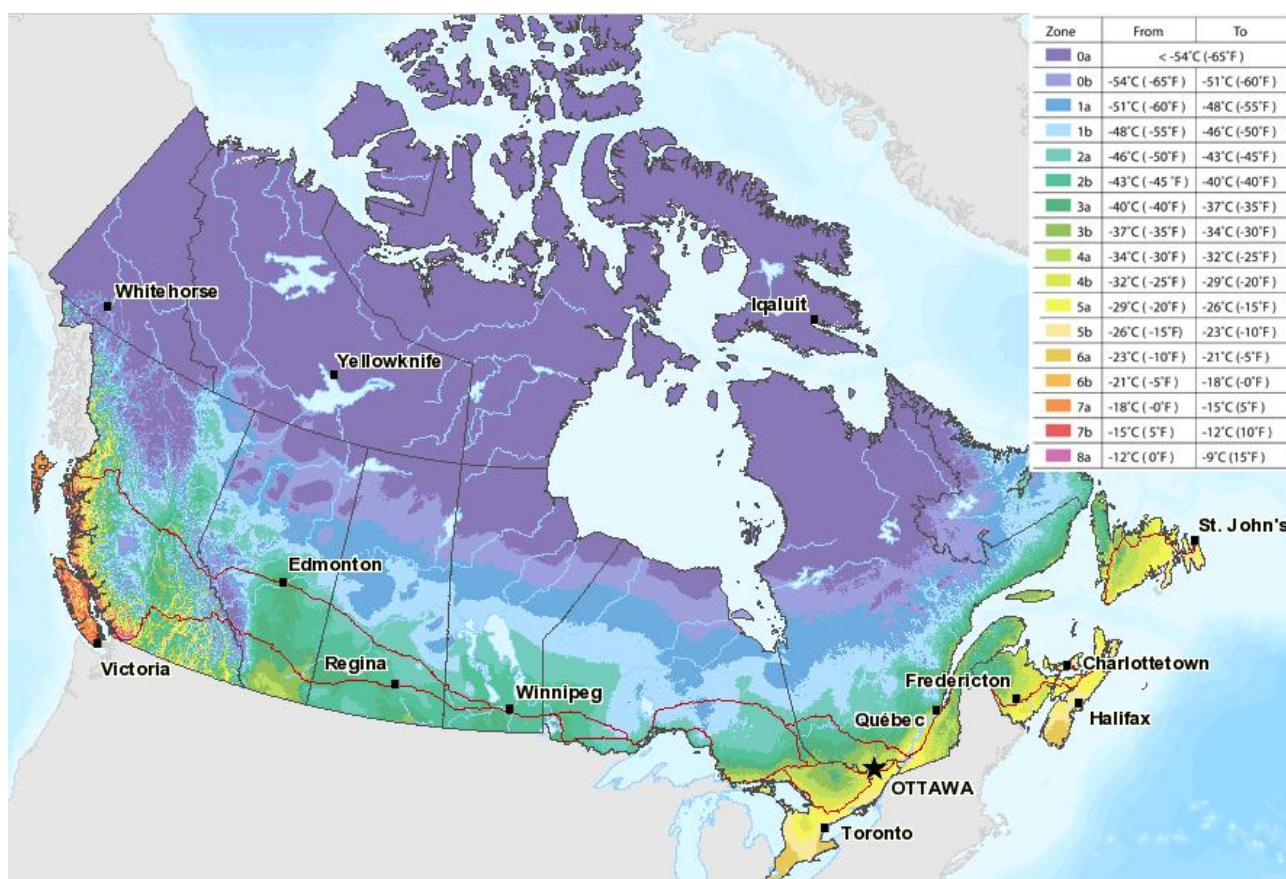 Zone From To
0a < -54°C (-65°F )
0b -54°C ( -65°F ) -51°C (-60°F )
1a -51°C ( -60°F ) -48°C (-55°F )
1b -48°C ( -55°F ) -46°C (-50°F )
2a -46°C ( -50°F ) -43°C (-45°F )
2b -43°C ( -45 °F ) -40°C (-40°F )
3a -40°C ( -40°F ) -37°C (-35°F )
3b -37°C ( -35°F ) -34°C (-30°F )
4a -34°C ( -30°F ) -32°C (-25°F )
4b -32°C ( -25°F ) -29°C (-20°F )
5a -29°C ( -20°F ) -26°C (-15°F )
5b -26°C ( -15°F) -23°C (-10°F )
6a -23°C ( -10°F ) -21°C (-5°F )
6b -21°C ( -5°F ) -18°C (-0°F )
7a -18°C ( -0°F ) -15°C (5°F )
7b -15°C ( 5°F ) -12°C (10°F )
8a -12°C ( 0°F ) -9°C (15°F )
Whitehorse
Iqaluit
Yellowknife
St. John's
Edmonton
Victoria
Regina
Winnipeg
Charlottetown
Fredericton
Québec
Halifax
OTTAWA
Toronto